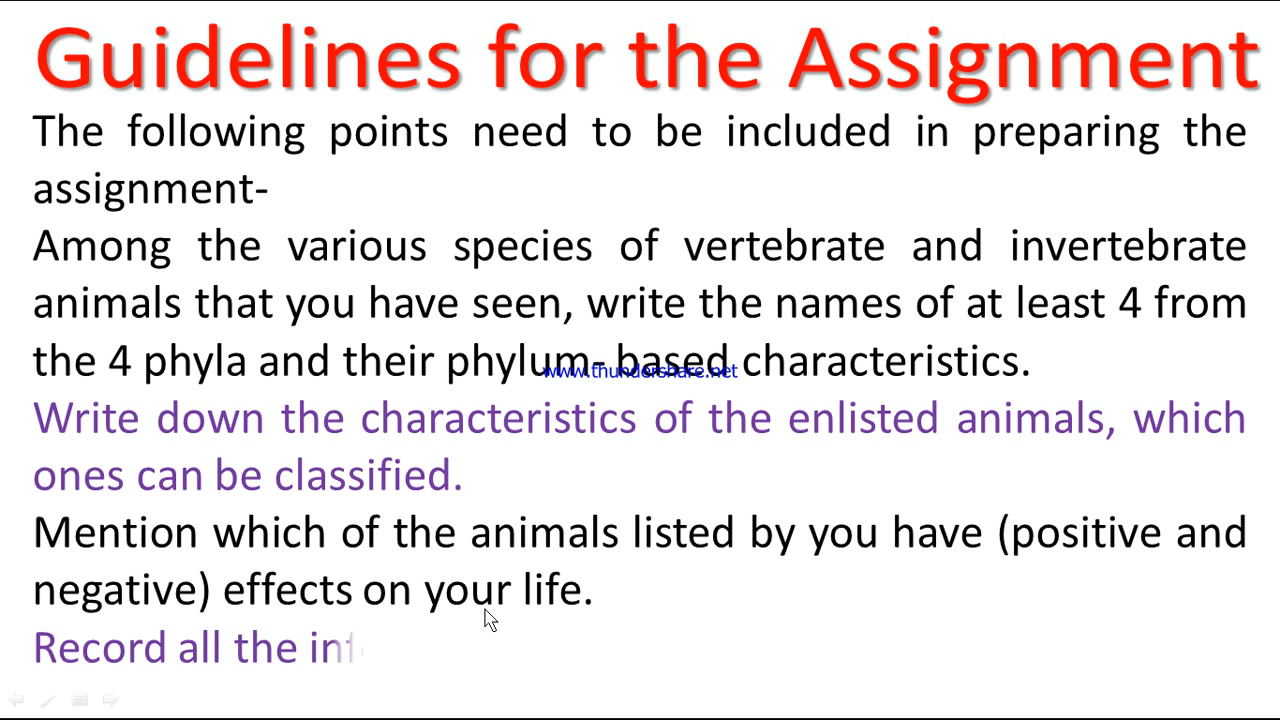 Guidelines for the Assignment
The following points need to be included in preparing the
assignment-
Among the various species of vertebrate and invertebrate
animals that you have seen, write the names of at least 4 from
the 4 phyla and their phylum- based characteristics.
www.thundershare.net
Write down the characteristics of the enlisted animals, which
ones can be classified.
Mention which of the animals listed by you have (positive and
negative) effects on your life.
Record all the